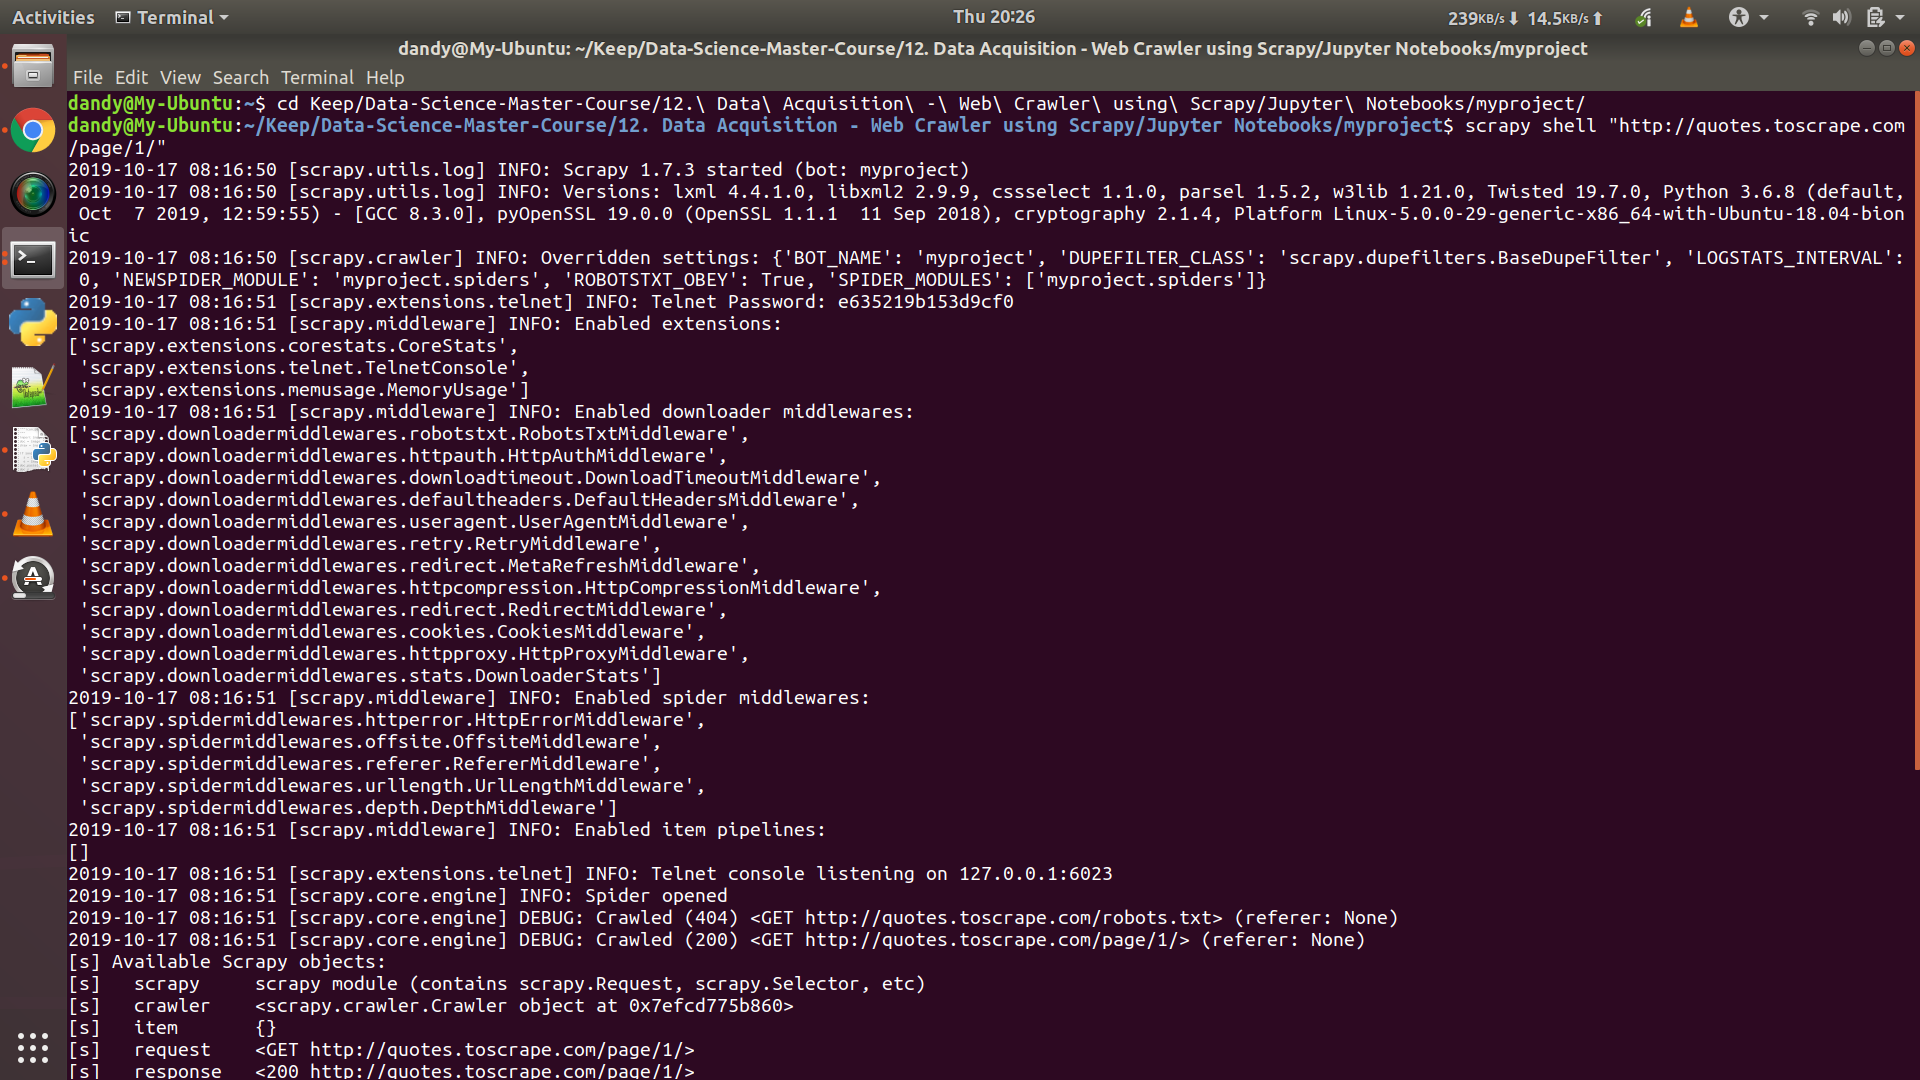 Activities Terminal Thu 20:26 239KB/s 14.5KB/s
dandy@My-Ubuntu: ~/Keep/Data-Science-Master-Course/12. Data Acquisition - Web Crawler using Scrapy/Jupyter Notebooks/myproject
File Edit View Search Terminal Help
dandy@My-Ubuntu:~$ cd Keep/Data-Science-Master-Course/12.\ Data\ Acquisition\ -\ Web\ Crawler\ using\ Scrapy/Jupyter\ Notebooks/myproject/
dandy@My-Ubuntu:~/Keep/Data-Science-Master-Course/12. Data Acquisition - Web Crawler using Scrapy/Jupyter Notebooks/myproject$ scrapy shell "http://quotes.toscrape.com
/page/1/"
2019-10-17 08:16:50 [scrapy.utils.log] INFO: Scrapy 1.7.3 started (bot: myproject)
2019-10-17 08:16:50 [scrapy.utils.log] INFO: Versions: lxml 4.4.1.0, libxml2 2.9.9, cssselect 1.1.0, parsel 1.5.2, w3lib 1.21.0, Twisted 19.7.0, Python 3.6.8 (default,
 Oct  7 2019, 12:59:55) - [GCC 8.3.0], pyOpenSSL 19.0.0 (OpenSSL 1.1.1  11 Sep 2018), cryptography 2.1.4, Platform Linux-5.0.0-29-generic-x86_64-with-Ubuntu-18.04-bion
ic
2019-10-17 08:16:50 [scrapy.crawler] INFO: Overridden settings: {'BOT_NAME': 'myproject', 'DUPEFILTER_CLASS': 'scrapy.dupefilters.BaseDupeFilter', 'LOGSTATS_INTERVAL':
 0, 'NEWSPIDER_MODULE': 'myproject.spiders', 'ROBOTSTXT_OBEY': True, 'SPIDER_MODULES': ['myproject.spiders']}
2019-10-17 08:16:51 [scrapy.extensions.telnet] INFO: Telnet Password: e635219b153d9cf0
2019-10-17 08:16:51 [scrapy.middleware] INFO: Enabled extensions:
['scrapy.extensions.corestats.CoreStats',
 'scrapy.extensions.telnet.TelnetConsole',
 'scrapy.extensions.memusage.MemoryUsage']
2019-10-17 08:16:51 [scrapy.middleware] INFO: Enabled downloader middlewares:
['scrapy.downloadermiddlewares.robotstxt.RobotsTxtMiddleware',
 'scrapy.downloadermiddlewares.httpauth.HttpAuthMiddleware',
 'scrapy.downloadermiddlewares.downloadtimeout.DownloadTimeoutMiddleware',
 'scrapy.downloadermiddlewares.defaultheaders.DefaultHeadersMiddleware',
 'scrapy.downloadermiddlewares.useragent.UserAgentMiddleware',
 'scrapy.downloadermiddlewares.retry.RetryMiddleware',
 'scrapy.downloadermiddlewares.redirect.MetaRefreshMiddleware',
 'scrapy.downloadermiddlewares.httpcompression.HttpCompressionMiddleware',
 'scrapy.downloadermiddlewares.redirect.RedirectMiddleware',
 'scrapy.downloadermiddlewares.cookies.CookiesMiddleware',
 'scrapy.downloadermiddlewares.httpproxy.HttpProxyMiddleware',
 'scrapy.downloadermiddlewares.stats.DownloaderStats']
2019-10-17 08:16:51 [scrapy.middleware] INFO: Enabled spider middlewares:
['scrapy.spidermiddlewares.httperror.HttpErrorMiddleware',
 'scrapy.spidermiddlewares.offsite.OffsiteMiddleware',
 'scrapy.spidermiddlewares.referer.RefererMiddleware',
 'scrapy.spidermiddlewares.urllength.UrlLengthMiddleware',
 'scrapy.spidermiddlewares.depth.DepthMiddleware']
2019-10-17 08:16:51 [scrapy.middleware] INFO: Enabled item pipelines:
[]
2019-10-17 08:16:51 [scrapy.extensions.telnet] INFO: Telnet console listening on 127.0.0.1:6023
2019-10-17 08:16:51 [scrapy.core.engine] INFO: Spider opened
2019-10-17 08:16:51 [scrapy.core.engine] DEBUG: Crawled (404) <GET http://quotes.toscrape.com/robots.txt> (referer: None)
2019-10-17 08:16:51 [scrapy.core.engine] DEBUG: Crawled (200) <GET http://quotes.toscrape.com/page/1/> (referer: None)
[s] Available Scrapy objects:
[s]   scrapy     scrapy module (contains scrapy.Request, scrapy.Selector, etc)
[s]   crawler    <scrapy.crawler.Crawler object at 0x7efcd775b860>
[s]   item       {}
[s]   request    <GET http://quotes.toscrape.com/page/1/>
[s]   response   <200 http://quotes.toscrape.com/page/1/>